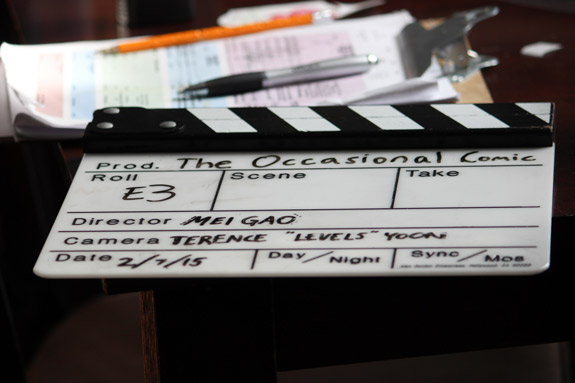 Prod. The Occasional Comic
Roll Scene Take
E3
Director MEI GAO
Camera TERENCE "LEVELS" YOON
Date 2/7/15 Day/Night Sync/Mos